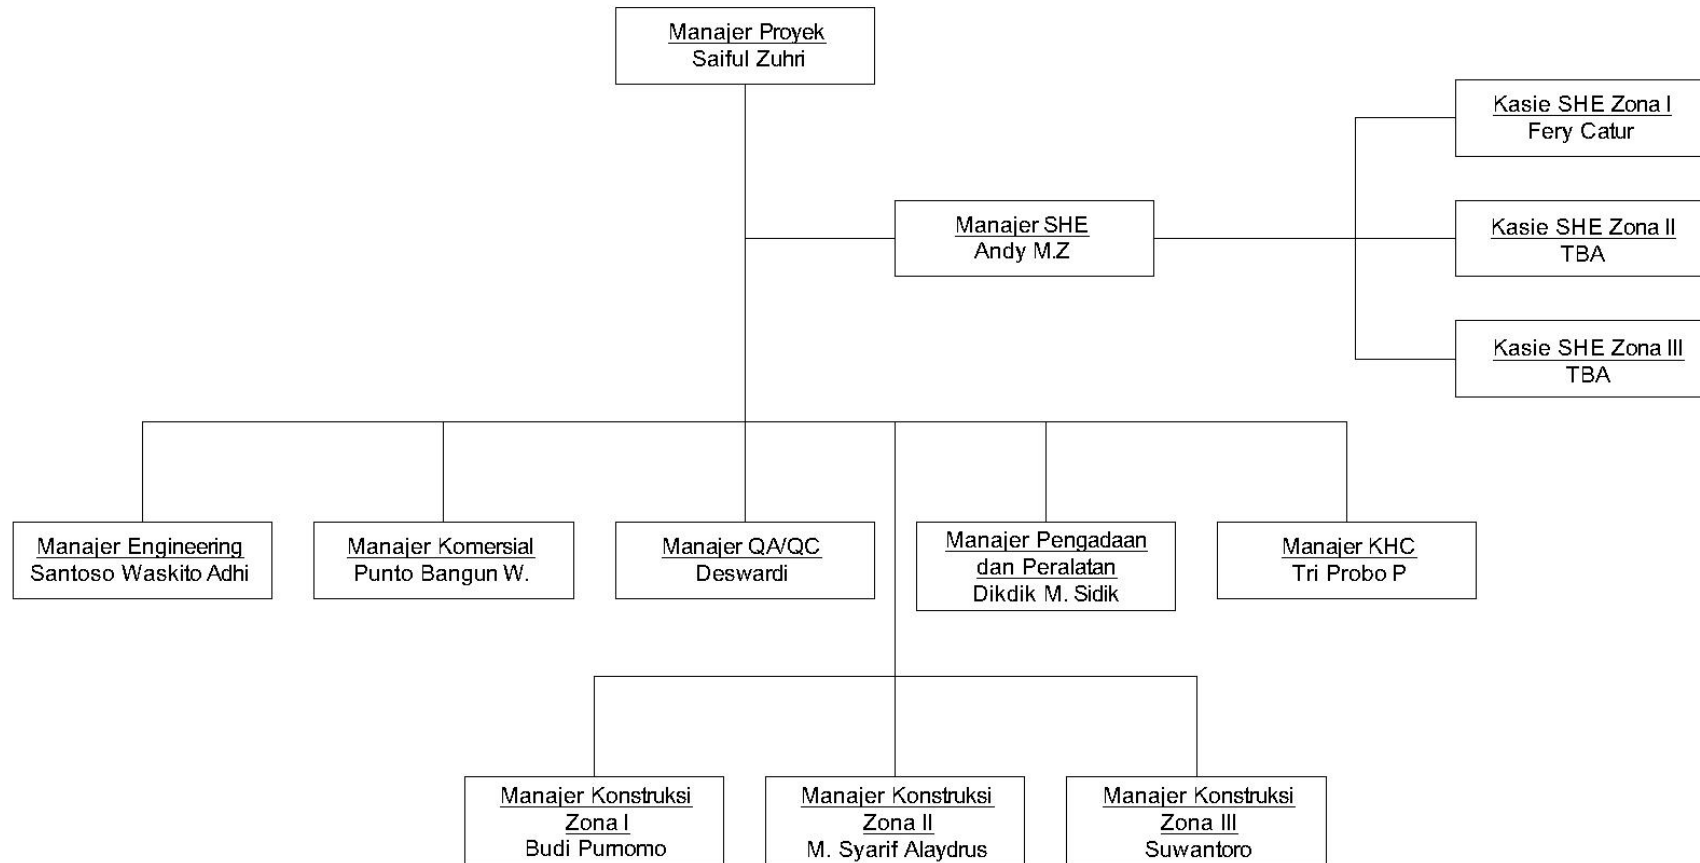 Manajer Proyek
Saiful Zuhri
Kasie SHE Zona I
Fery Catur
Manajer SHE
Andy M.Z
Kasie SHE Zona II
TBA
Kasie SHE Zona III
TBA
Manajer Engineering
Santoso Waskito Adhi
Manajer Komersial
Punto Bangun W.
Manajer QA/QC
Deswardi
Manajer Pengadaan
dan Peralatan
Dikdik M. Sidik
Manajer KHC
Tri Probo P
Manajer Konstruksi
Zona I
Budi Purnomo
Manajer Konstruksi
Zona II
M. Syarif Alaydrus
Manajer Konstruksi
Zona III
Suwantoro